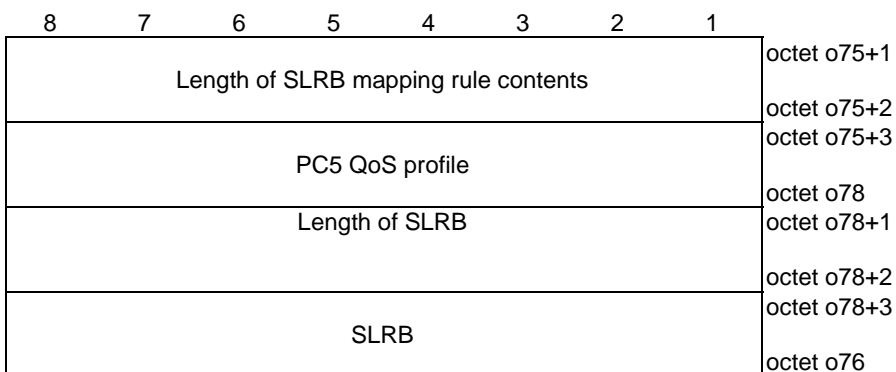 8 7 6 5 4 3 2 1
octet o75+1
Length of SLRB mapping rule contents
octet o75+2
octet o75+3
PC5 QoS profile
octet o78
Length of SLRB octet o78+1
octet o78+2
octet o78+3
SLRB
octet o76